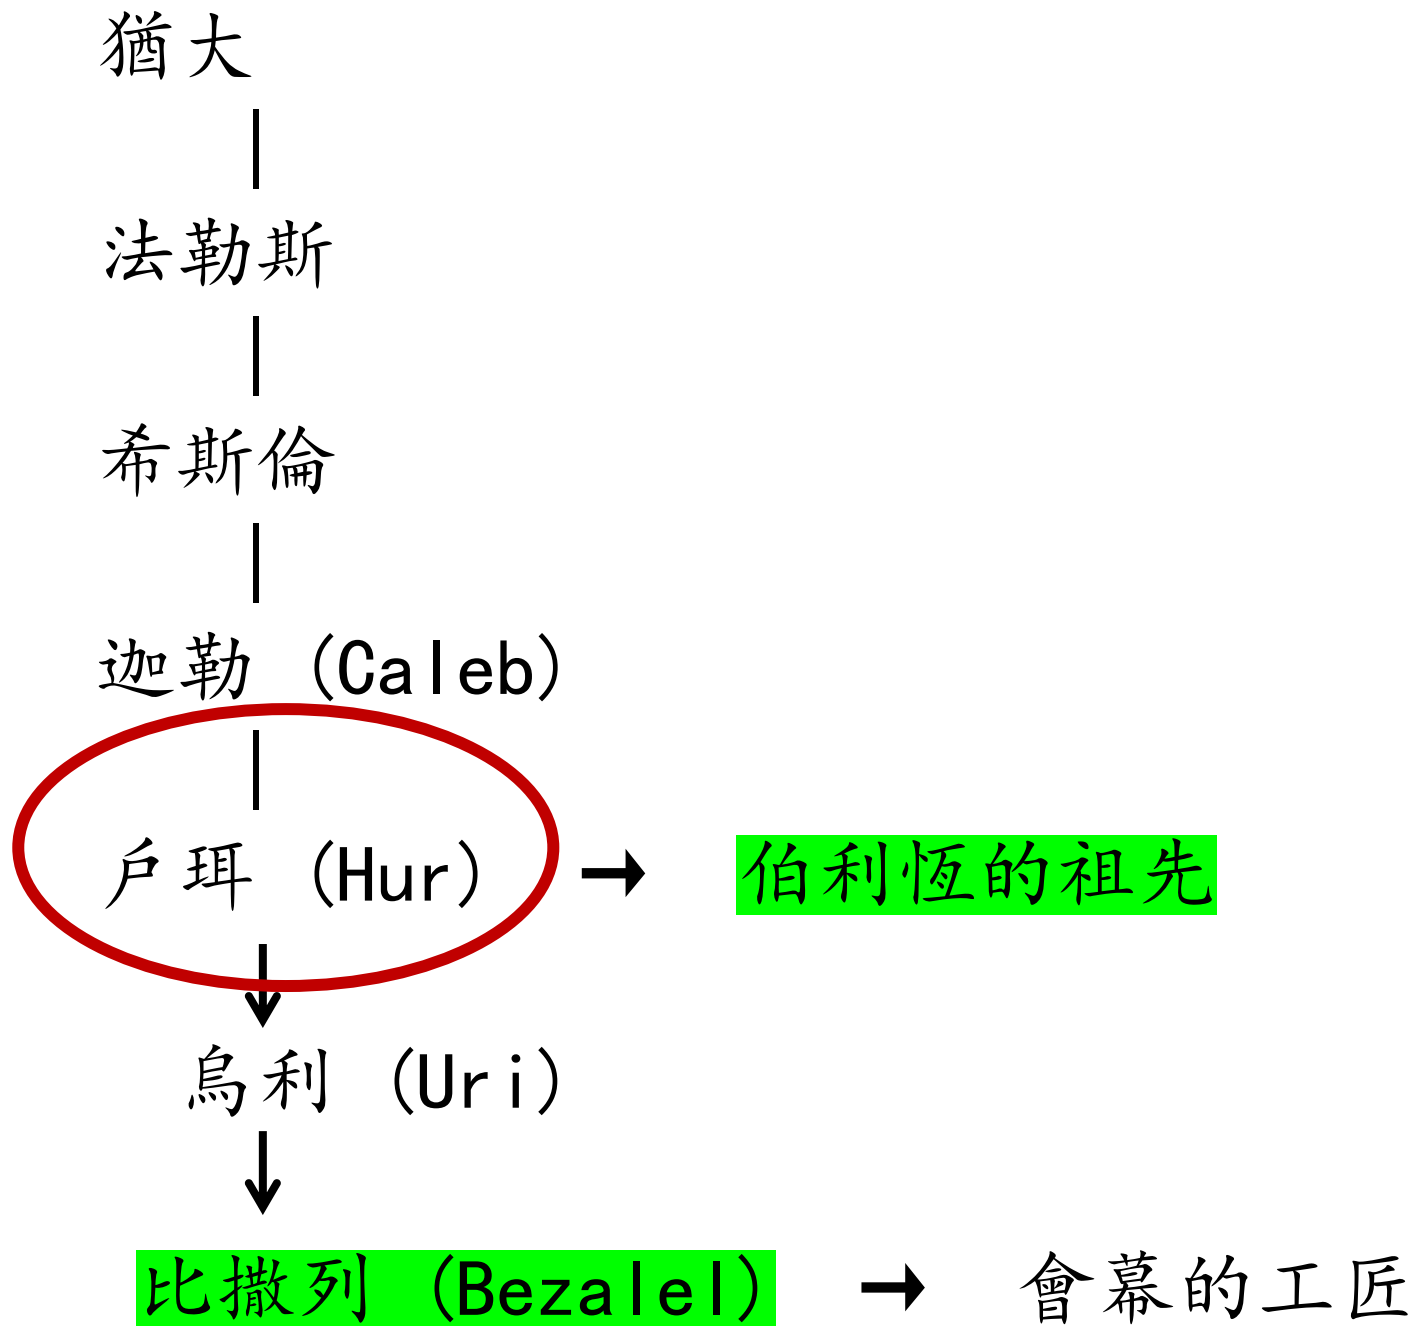 猶大
法勒斯
希斯倫
迦勒 (Caleb)
戶珥 (Hur) → 伯利恆的祖先
烏利 (Uri)
比撒列 (Bezalel) → 會幕的工匠